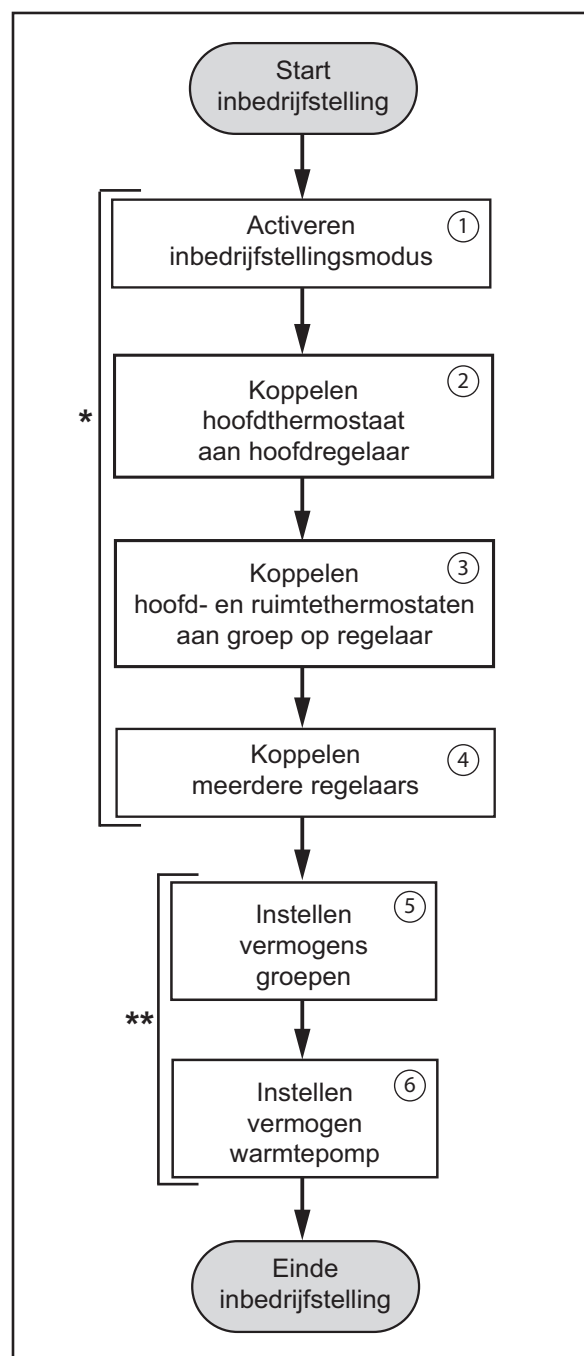 Start
inbedrijfstelling
Activeren
inbedrijfstellingsmodus
1
Koppelen
hoofdthermostaat
aan hoofdregelaar
2
*
Koppelen
hoofd- en ruimtethermostaten
aan groep op regelaar
3
Koppelen
meerdere regelaars
4
Instellen
vermogens
groepen
5
**
Instellen
vermogen
warmtepomp
6
Einde
inbedrijfstelling